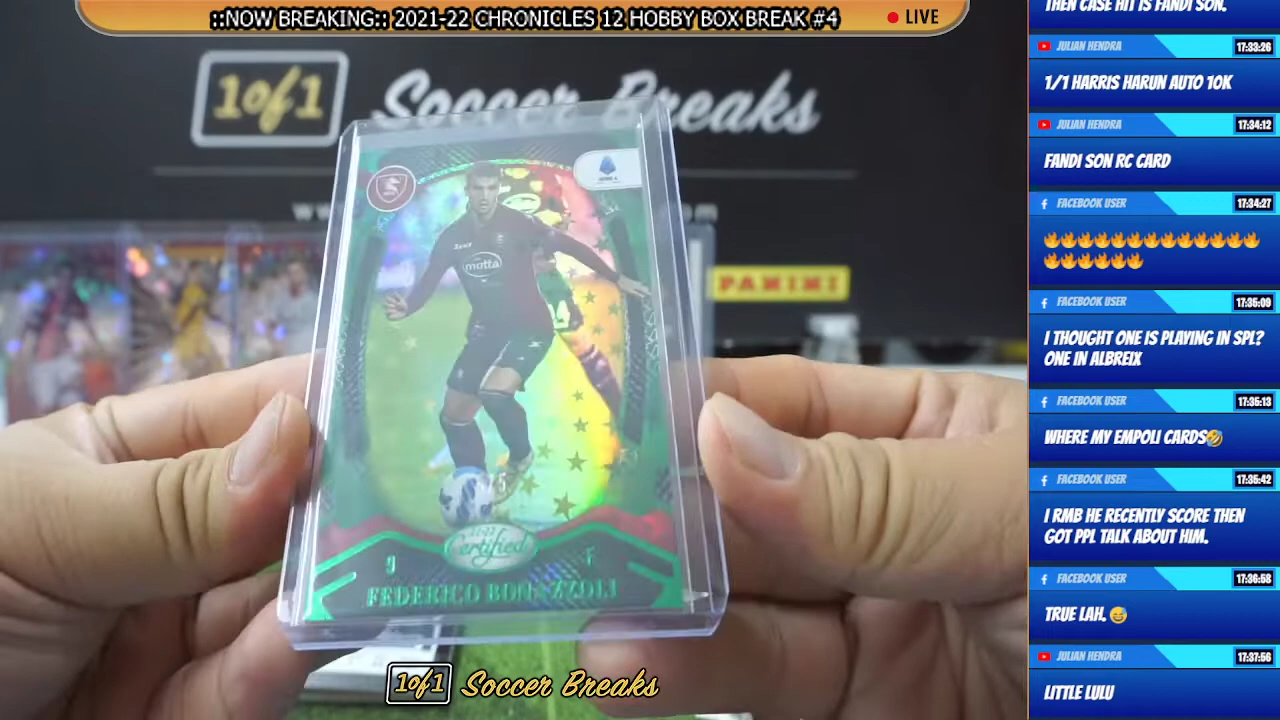 ::NOW BREAKING:: 2021-22 CHRONICLES 12 HOBBY BOX BREAK #4
LIVE
1of1 Soccer Breaks
PANINI
motta
Certified
9 F
FEDERICO
1of1 Soccer Breaks
THEN CASE HIT IS FANDI SON.
JULIAN HENDRA 17:33:26
1/1 HARRIS HARUN AUTO 10K
JULIAN HENDRA 17:34:12
FANDI SON RC CARD
FACEBOOK USER 17:34:27
🔥🔥🔥🔥🔥🔥🔥🔥🔥🔥🔥🔥🔥
🔥🔥🔥🔥🔥🔥
FACEBOOK USER 17:35:09
I THOUGHT ONE IS PLAYING IN SPL?
ONE IN ALBREIX
FACEBOOK USER 17:35:13
WHERE MY EMPOLI CARDS🤣
FACEBOOK USER 17:35:42
I RMB HE RECENTLY SCORE THEN
GOT PPL TALK ABOUT HIM.
FACEBOOK USER 17:36:58
TRUE LAH. 😅
JULIAN HENDRA 17:37:56
LITTLE LULU